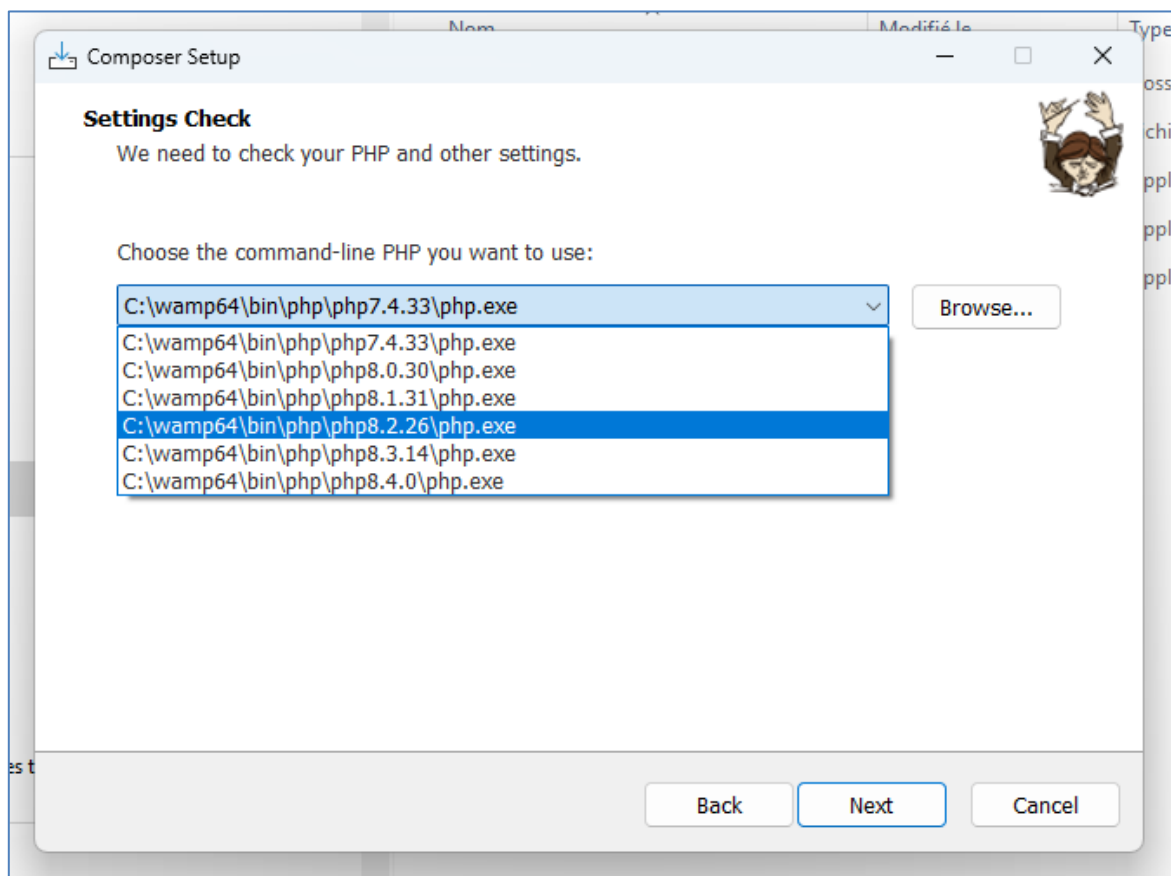 Nom
Modifié le
Type
Composer Setup
Settings Check
We need to check your PHP and other settings.
Choose the command-line PHP you want to use:
C:\wamp64\bin\php\php7.4.33\php.exe
Browse...
C:\wamp64\bin\php\php7.4.33\php.exe
C:\wamp64\bin\php\php8.0.30\php.exe
C:\wamp64\bin\php\php8.1.31\php.exe
C:\wamp64\bin\php\php8.2.26\php.exe
C:\wamp64\bin\php\php8.3.14\php.exe
C:\wamp64\bin\php\php8.4.0\php.exe
Back
Next
Cancel